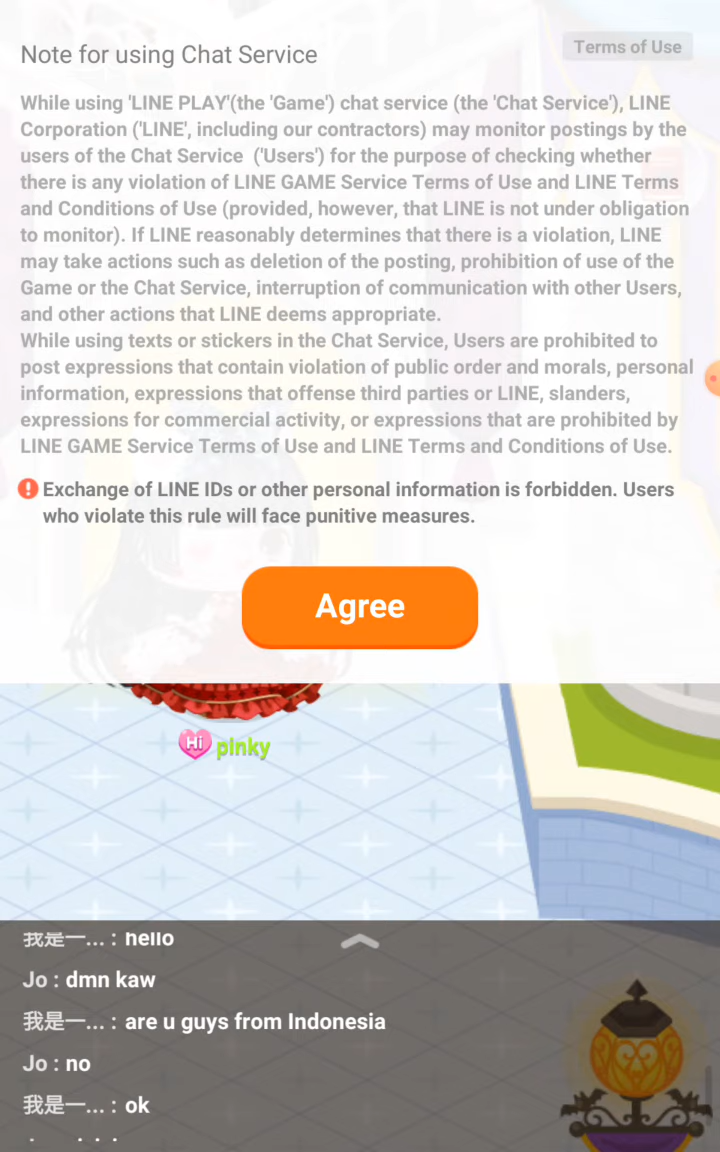 Note for using Chat Service
Terms of Use
While using 'LINE PLAY'(the 'Game') chat service (the 'Chat Service'), LINE
Corporation ('LINE', including our contractors) may monitor postings by the
users of the Chat Service ('Users') for the purpose of checking whether
there is any violation of LINE GAME Service Terms of Use and LINE Terms
and Conditions of Use (provided, however, that LINE is not under obligation
to monitor). If LINE reasonably determines that there is a violation, LINE
may take actions such as deletion of the posting, prohibition of use of the
Game or the Chat Service, interruption of communication with other Users,
and other actions that LINE deems appropriate.
While using texts or stickers in the Chat Service, Users are prohibited to
post expressions that contain violation of public order and morals, personal
information, expressions that offense third parties or LINE, slanders,
expressions for commercial activity, or expressions that are prohibited by
LINE GAME Service Terms of Use and LINE Terms and Conditions of Use.
Exchange of LINE IDs or other personal information is forbidden. Users
who violate this rule will face punitive measures.
Agree
Hi pinky
我是一... : hello
Jo : dmn kaw
我是一... : are u guys from Indonesia
Jo : no
我是一... : ok